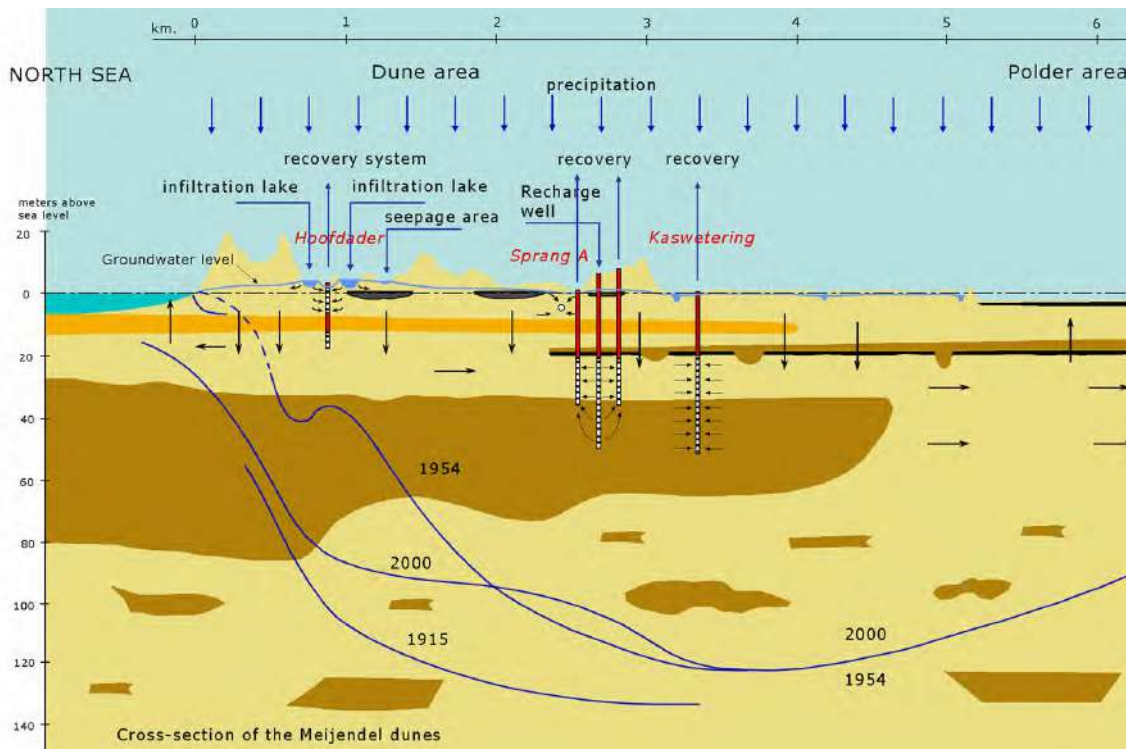 km. 0 1 2 3 4 5 6
NORTH SEA
Dune area
Polder area
precipitation
recovery system
recovery
recovery
infiltration lake
infiltration lake
Recharge
well
meters above
sea level
seepage area
20
Hoofdader
Sprang A
Kaswetering
Groundwater level
0
20
40
1954
60
80
2000
100
1915
2000
120
1954
140
Cross-section of the Meijendel dunes